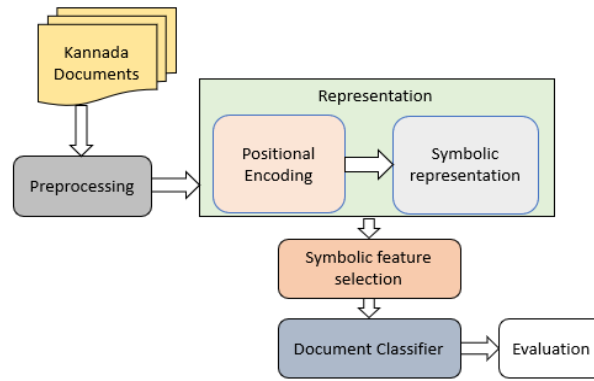 Kannada
Documents
Representation
Positional
Encoding
Symbolic
representation
Preprocessing
Symbolic feature
selection
Document Classifier
Evaluation